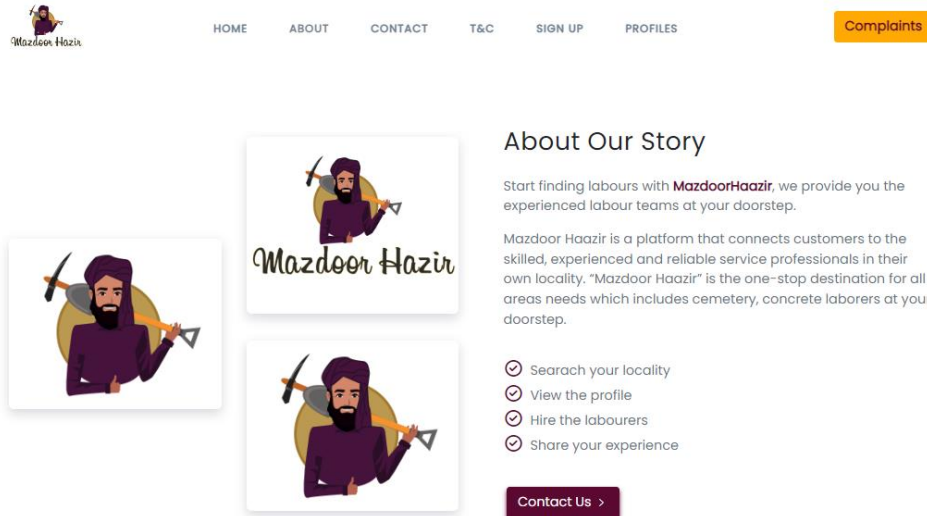 Mazdoor Hazir
HOME ABOUT CONTACT T&C SIGN UP PROFILES
Complaints
Mazdoor Hazir
About Our Story
Start finding labours with MazdoorHaazir, we provide you the
experienced labour teams at your doorstep.
Mazdoor Haazir is a platform that connects customers to the
skilled, experienced and reliable service professionals in their
own locality. “Mazdoor Haazir” is the one-stop destination for all
areas needs which includes cemetery, concrete laborers at you
doorstep.
Searach your locality
View the profile
Hire the labourers
Share your experience
Contact Us >